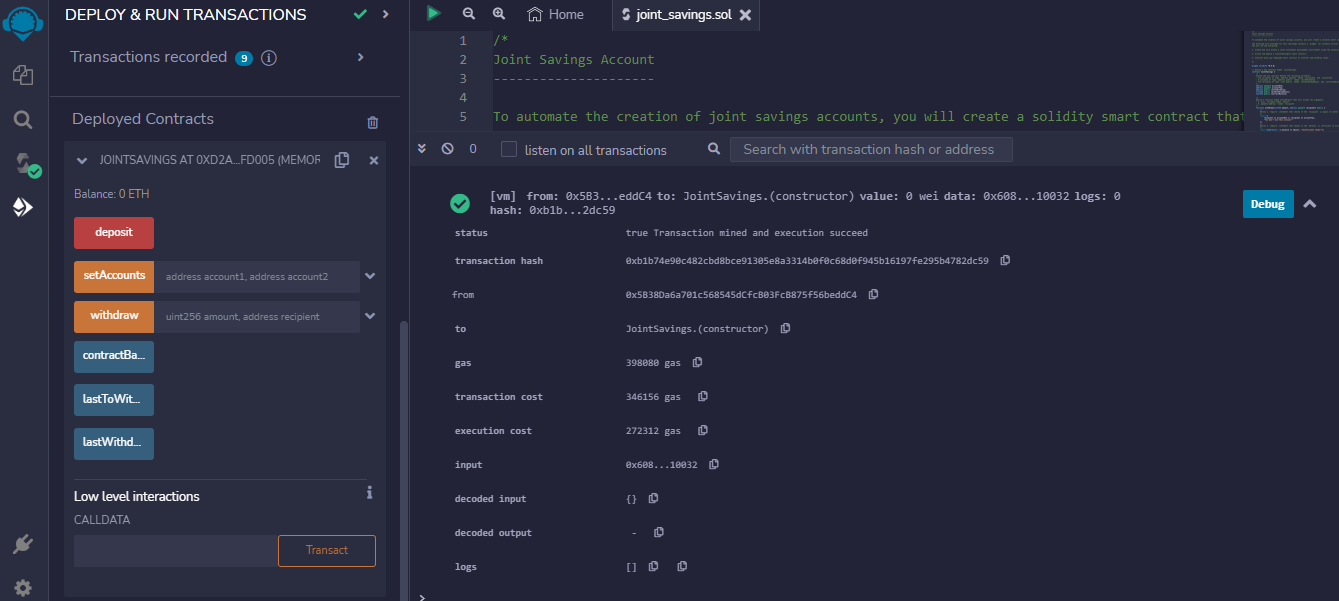 DEPLOY & RUN TRANSACTIONS
Transactions recorded 9
Deployed Contracts
JOINTSAVINGS AT 0XD2A...FD005 (MEMOR
Balance: 0 ETH
deposit
setAccounts address account1, address account2
withdraw uint256 amount, address recipient
contractBa...
lastToWit...
lastWithd...
Low level interactions
CALLDATA
Transact
Home
joint_savings.sol
1 /*
2 Joint Savings Account
3 ---------------------
4
5 To automate the creation of joint savings accounts, you will create a solidity smart contract that
0 listen on all transactions Search with transaction hash or address
[vm] from: 0x5B3...eddC4 to: JointSavings.(constructor) value: 0 wei data: 0x608...10032 logs: 0
hash: 0xb1b...2dc59
Debug
status true Transaction mined and execution succeed
transaction hash 0xb1b74e90c482cbd8bce91305e8a3314b0f0c68d0f945b16197fe295b4782dc59
from 0x5B38Da6a701c568545dCfcB03FcB875f56beddC4
to JointSavings.(constructor)
gas 398080 gas
transaction cost 346156 gas
execution cost 272312 gas
input 0x608...10032
decoded input {}
decoded output -
logs []
>